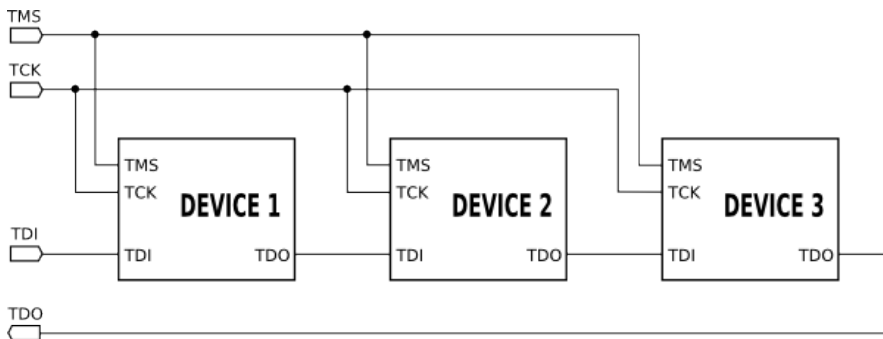 TMS
TCK
TMS
TCK
DEVICE 1
TDI
TDO
TMS
TCK
DEVICE 2
TDI
TDO
TMS
TCK
DEVICE 3
TDI
TDO
TDI
TDO